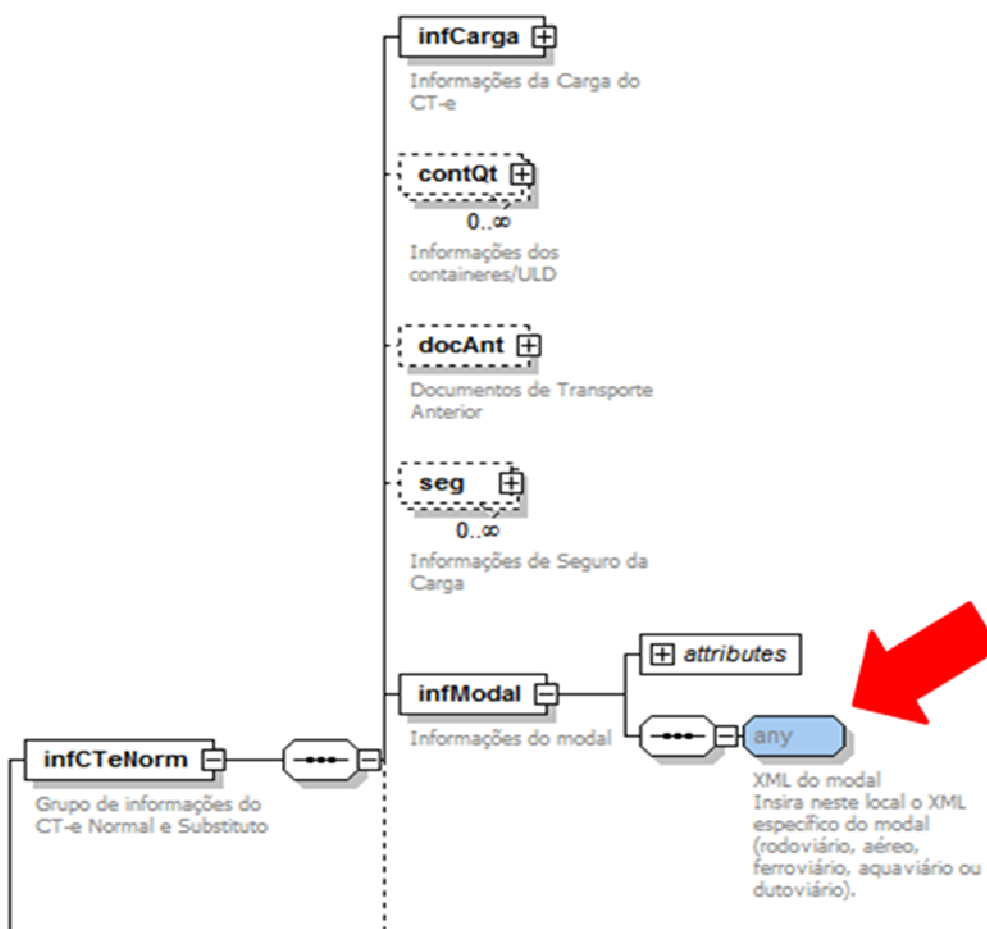 infCarga
Informações da Carga do
CT-e
contQt
0..∞
Informações dos
containeres/ULD
docAnt
Documentos de Transporte
Anterior
seg
0..∞
Informações de Seguro da
Carga
attributes
infModal
Informações do modal
any
XML do modal
Insira neste local o XML
específico do modal
(rodoviário, aéreo,
ferroviário, aquaviário ou
dutoviário).
infCTeNorm
Grupo de informações do
CT-e Normal e Substituto